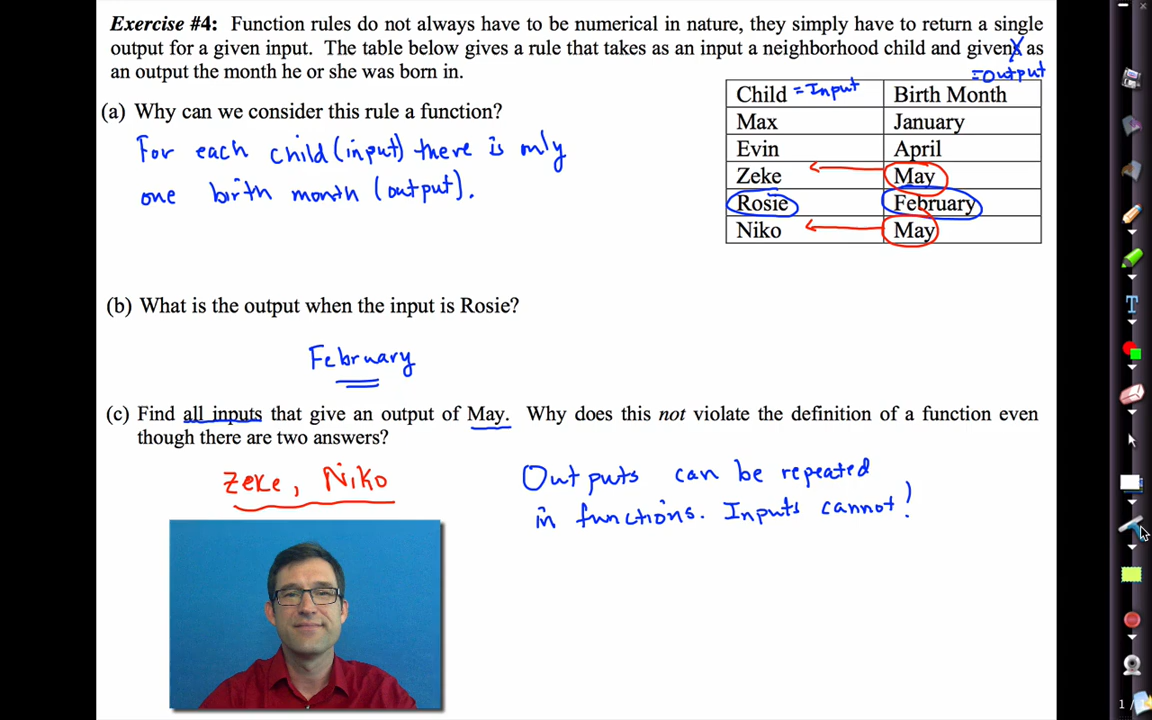 Exercise #4: Function rules do not always have to be numerical in nature, they simply have to return a single
output for a given input. The table below gives a rule that takes as an input a neighborhood child and given as
an output the month he or she was born in.
= Output
(a) Why can we consider this rule a function?
For each child (input) there is only
one birth month (output).
Child = Input Birth Month
Max January
Evin April
Zeke May
Rosie February
Niko May
(b) What is the output when the input is Rosie?
February
(c) Find all inputs that give an output of May. Why does this not violate the definition of a function even
though there are two answers?
Zeke, Niko
Outputs can be repeated
in functions. Inputs cannot!
T
1 /